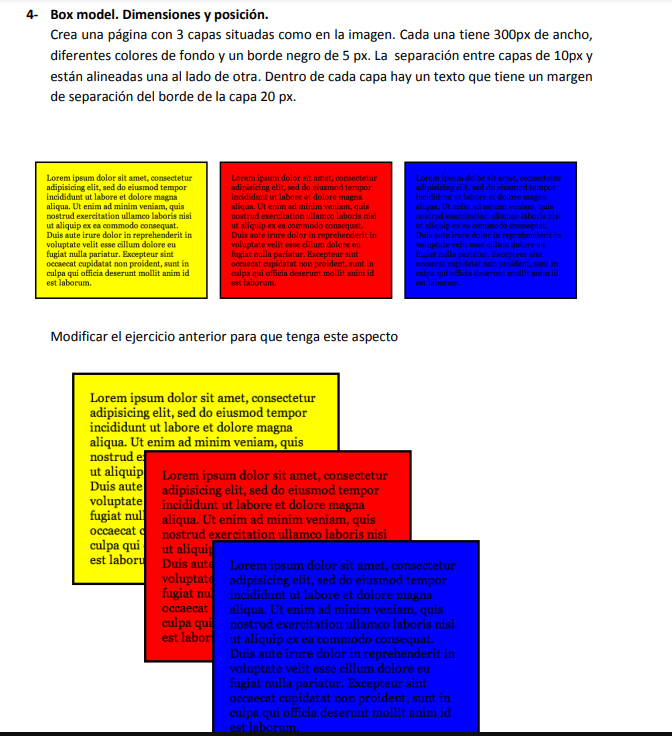 4- Box model. Dimensiones y posición.
Crea una página con 3 capas situadas como en la imagen. Cada una tiene 300px de ancho,
diferentes colores de fondo y un borde negro de 5 px. La separación entre capas de 10px y
están alineadas una al lado de otra. Dentro de cada capa hay un texto que tiene un margen
de separación del borde de la capa 20 px.
Lorem ipsum dolor sit amet, consectetur
adipisicing elit, sed do eiusmod tempor
incididunt ut labore et dolore magna
aliqua. Ut enim ad minim veniam, quis
nostrud exercitation ullamco laboris nisi
ut aliquip ex ea commodo consequat.
Duis aute irure dolor in reprehenderit in
voluptate velit esse cillum dolore eu
fugiat nulla pariatur. Excepteur sint
occaecat cupidatat non proident, sunt in
culpa qui officia deserunt mollit anim id
est laborum.
Lorem ipsum dolor sit amet, consectetur
adipisicing elit, sed do eiusmod tempor
incididunt ut labore et dolore magna
aliqua. Ut enim ad minim veniam, quis
nostrud exercitation ullamco laboris nisi
ut aliquip ex ea commodo consequat.
Duis aute irure dolor in reprehenderit in
voluptate velit esse cillum dolore eu
fugiat nulla pariatur. Excepteur sint
occaecat cupidatat non proident, sunt in
culpa qui officia deserunt mollit anim id
est laborum.
Lorem ipsum dolor sit amet, consectetur
adipisicing elit, sed do eiusmod tempor
incididunt ut labore et dolore magna
aliqua. Ut enim ad minim veniam, quis
nostrud exercitation ullamco laboris nisi
ut aliquip ex ea commodo consequat.
Duis aute irure dolor in reprehenderit in
voluptate velit esse cillum dolore eu
fugiat nulla pariatur. Excepteur sint
occaecat cupidatat non proident, sunt in
culpa qui officia deserunt mollit anim id
est laborum.
Modificar el ejercicio anterior para que tenga este aspecto
Lorem ipsum dolor sit amet, consectetur
adipisicing elit, sed do eiusmod tempor
incididunt ut labore et dolore magna
aliqua. Ut enim ad minim veniam, quis
nostrud e
ut aliquip
Duis aute
voluptate
fugiat nul
occaecat c
culpa qui
est laboru
Lorem ipsum dolor sit amet, consectetur
adipisicing elit, sed do eiusmod tempor
incididunt ut labore et dolore magna
aliqua. Ut enim ad minim veniam, quis
nostrud exercitation ullamco laboris nisi
ut aliquip
Duis aute
voluptate
fugiat nu
occaecat
culpa qui
est labor
Lorem ipsum dolor sit amet, consectetur
adipisicing elit, sed do eiusmod tempor
incididunt ut labore et dolore magna
aliqua. Ut enim ad minim veniam, quis
nostrud exercitation ullamco laboris nisi
ut aliquip ex ea commodo consequat.
Duis aute irure dolor in reprehenderit in
voluptate velit esse cillum dolore eu
fugiat nulla pariatur. Excepteur sint
occaecat cupidatat non proident, sunt in
culpa qui officia deserunt mollit anim id
est laborum.